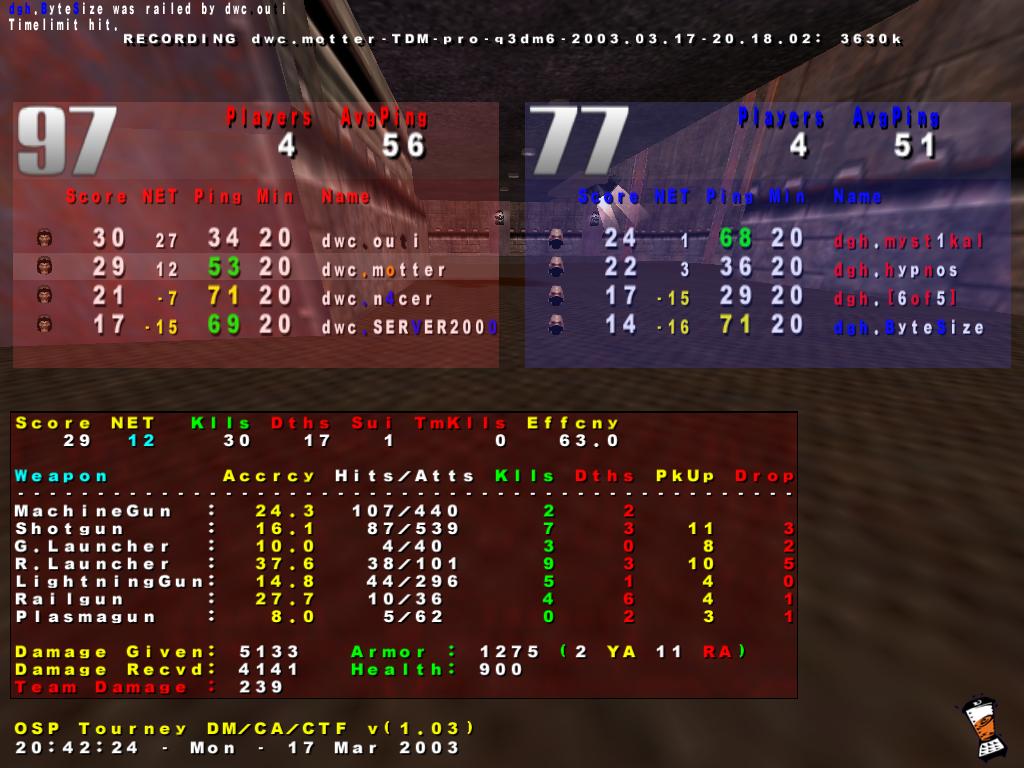 dgh.ByteSize was railed by dwc.outi
Timelimit hit.
RECORDING dwc.motter-TDM-pro-q3dm6-2003.03.17-20.18.02: 3630k
97 Players AvgPing
4 56
Score NET Ping Min Name
30 27 34 20 dwc.outi
29 12 53 20 dwc.motter
21 -7 71 20 dwc.n4cer
17 -15 69 20 dwc.SERVER2000
77 Players AvgPing
4 51
Score NET Ping Min Name
24 1 68 20 dgh.myst1kal
22 3 36 20 dgh.hypnos
17 -15 29 20 dgh.[6of5]
14 -16 71 20 dgh.ByteSize
Score NET Klls Dths Sui TmKlls Effcny
29 12 30 17 1 0 63.0
Weapon Accrcy Hits/Atts Klls Dths PkUp Drop
MachineGun : 24.3 107/440 2 2
Shotgun : 16.1 87/539 7 3 11 3
G.Launcher : 10.0 4/40 3 0 8 2
R.Launcher : 37.6 38/101 9 3 10 5
LightningGun: 14.8 44/296 5 1 4 0
Railgun : 27.7 10/36 4 6 4 1
Plasmagun : 8.0 5/62 0 2 3 1
Damage Given: 5133 Armor : 1275 (2 YA 11 RA)
Damage Recvd: 4141 Health: 900
Team Damage : 239
OSP Tourney DM/CA/CTF v(1.03)
20:42:24 - Mon - 17 Mar 2003